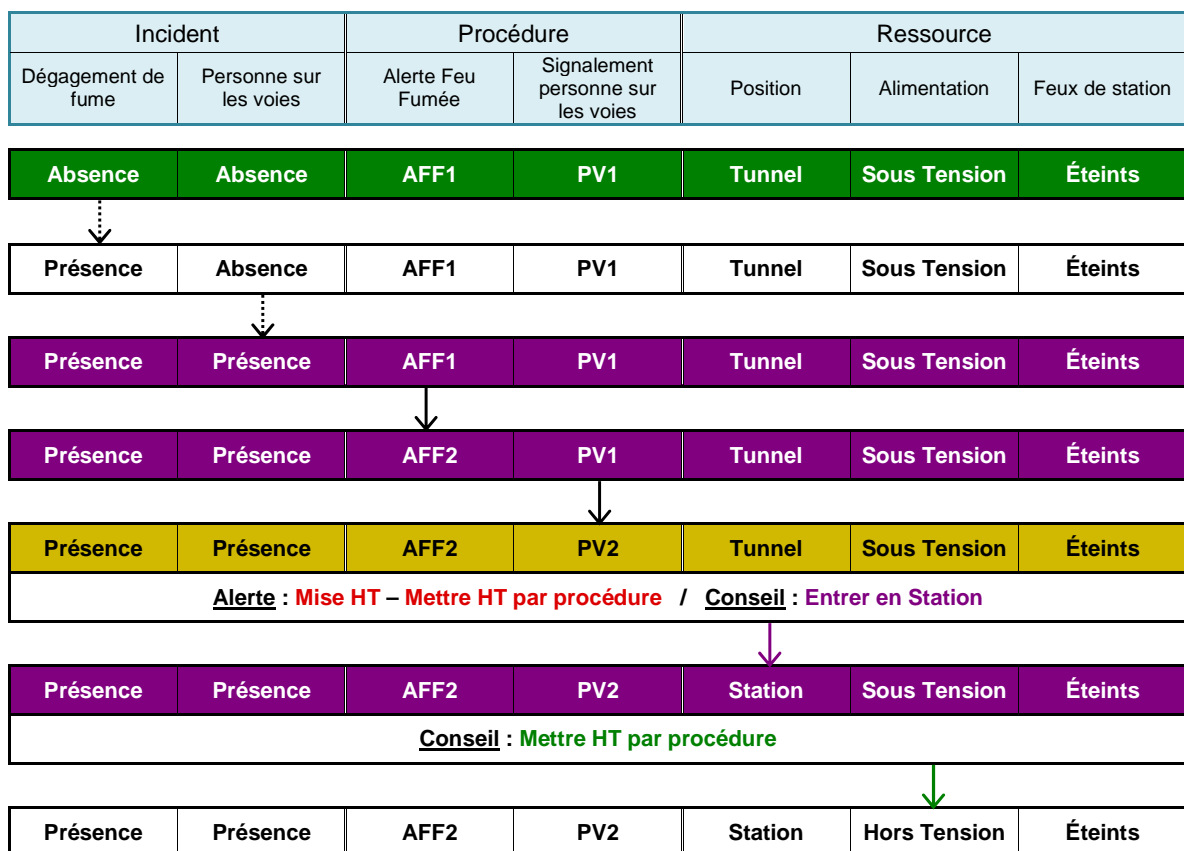 Incident Procédure Ressource
Dégagement de fume Personne sur les voies Alerte Feu Fumée Signalement personne sur les voies Position Alimentation Feux de station
Absence Absence AFF1 PV1 Tunnel Sous Tension Éteints
Présence Absence AFF1 PV1 Tunnel Sous Tension Éteints
Présence Présence AFF1 PV1 Tunnel Sous Tension Éteints
Présence Présence AFF2 PV1 Tunnel Sous Tension Éteints
Présence Présence AFF2 PV2 Tunnel Sous Tension Éteints
Alerte : Mise HT – Mettre HT par procédure / Conseil : Entrer en Station
Présence Présence AFF2 PV2 Station Sous Tension Éteints
Conseil : Mettre HT par procédure
Présence Présence AFF2 PV2 Station Hors Tension Éteints